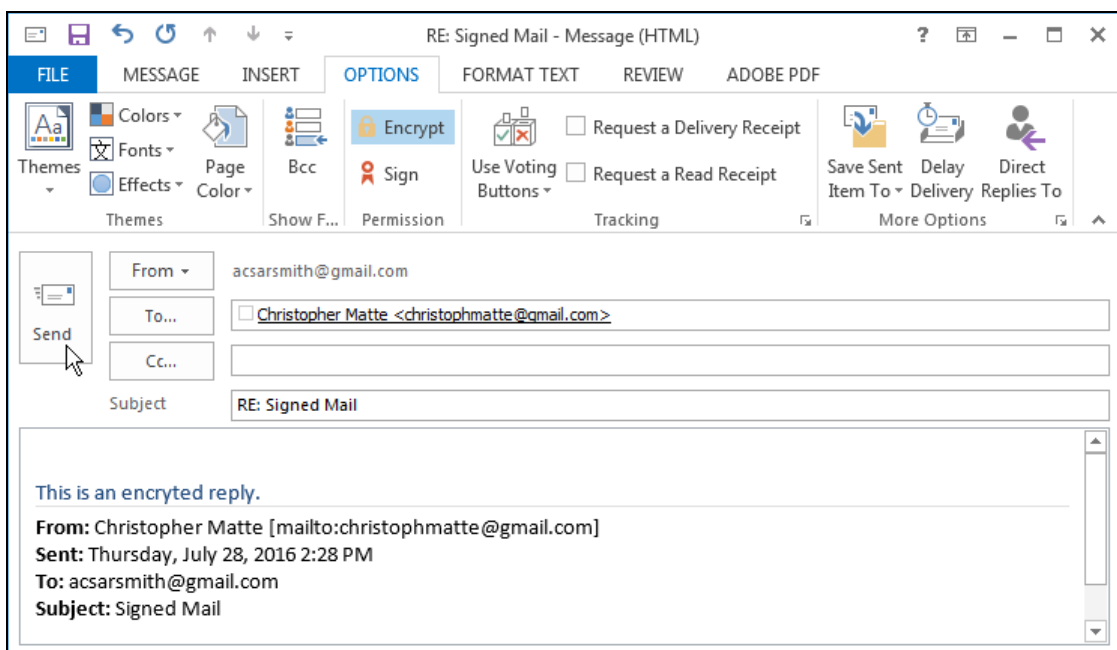 RE: Signed Mail - Message (HTML) ?
FILE MESSAGE INSERT OPTIONS FORMAT TEXT REVIEW ADOBE PDF
Aa Themes
Colors
文 Fonts
Effects
Page Color
Themes
Bcc
Show F...
Encrypt
Sign
Permission
Use Voting Buttons
Request a Delivery Receipt
Request a Read Receipt
Tracking
Save Sent Item To
Delay Delivery
Direct Replies To
More Options
Send
From acsarsmith@gmail.com
To... Christopher Matte <christophmatte@gmail.com>
Cc...
Subject RE: Signed Mail
This is an encryted reply.
From: Christopher Matte [mailto:christophmatte@gmail.com]
Sent: Thursday, July 28, 2016 2:28 PM
To: acsarsmith@gmail.com
Subject: Signed Mail